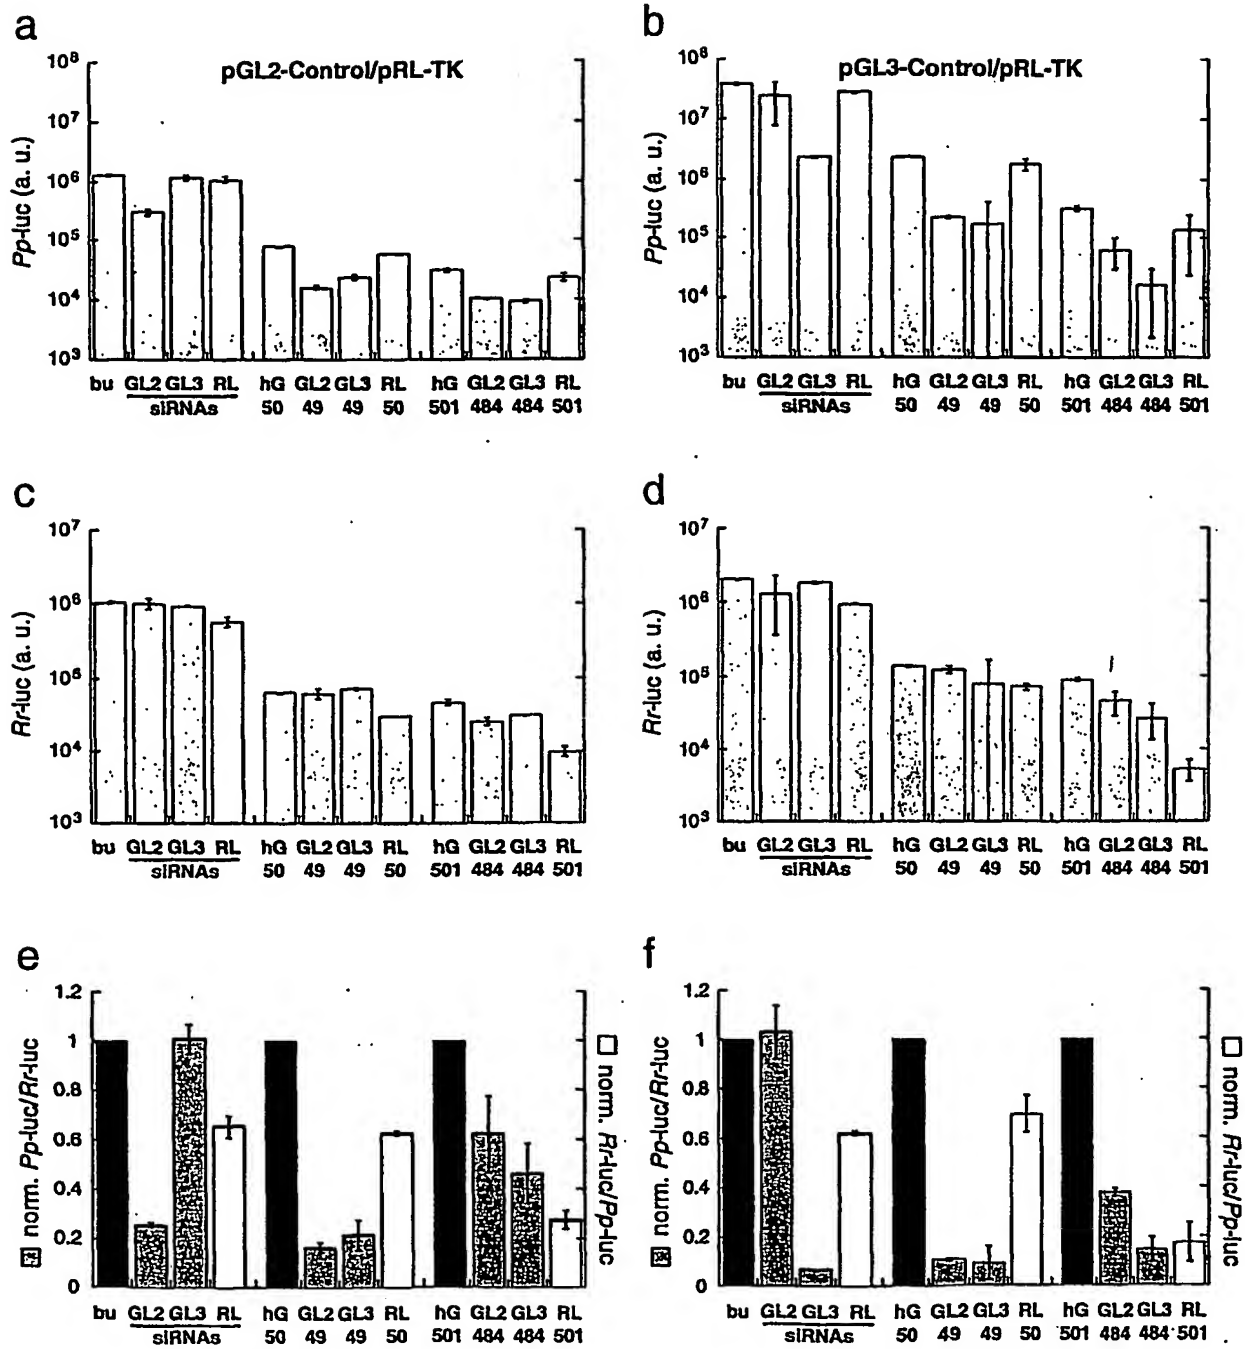 a
pGL2-Control/pRL-TK
Pp-luc (a. u.)
10⁸
10⁷
10⁶
10⁵
10⁴
10³
bu GL2 GL3 RL hG GL2 GL3 RL hG GL2 GL3 RL
siRNAs 50 49 49 50 501 484 484 501
b
pGL3-Control/pRL-TK
Pp-luc (a. u.)
10⁸
10⁷
10⁶
10⁵
10⁴
10³
bu GL2 GL3 RL hG GL2 GL3 RL hG GL2 GL3 RL
siRNAs 50 49 49 50 501 484 484 501
c
Rr-luc (a. u.)
10⁷
10⁶
10⁵
10⁴
10³
bu GL2 GL3 RL hG GL2 GL3 RL hG GL2 GL3 RL
siRNAs 50 49 49 50 501 484 484 501
d
Rr-luc (a. u.)
10⁷
10⁶
10⁵
10⁴
10³
bu GL2 GL3 RL hG GL2 GL3 RL hG GL2 GL3 RL
siRNAs 50 49 49 50 501 484 484 501
e
norm. Pp-luc/Rr-luc
1.2
1
0.8
0.6
0.4
0.2
0
norm. Rr-luc/Pp-luc
bu GL2 GL3 RL hG GL2 GL3 RL hG GL2 GL3 RL
siRNAs 50 49 49 50 501 484 484 501
f
norm. Pp-luc/Rr-luc
1.2
1
0.8
0.6
0.4
0.2
0
norm. Rr-luc/Pp-luc
bu GL2 GL3 RL hG GL2 GL3 RL hG GL2 GL3 RL
siRNAs 50 49 49 50 501 484 484 501